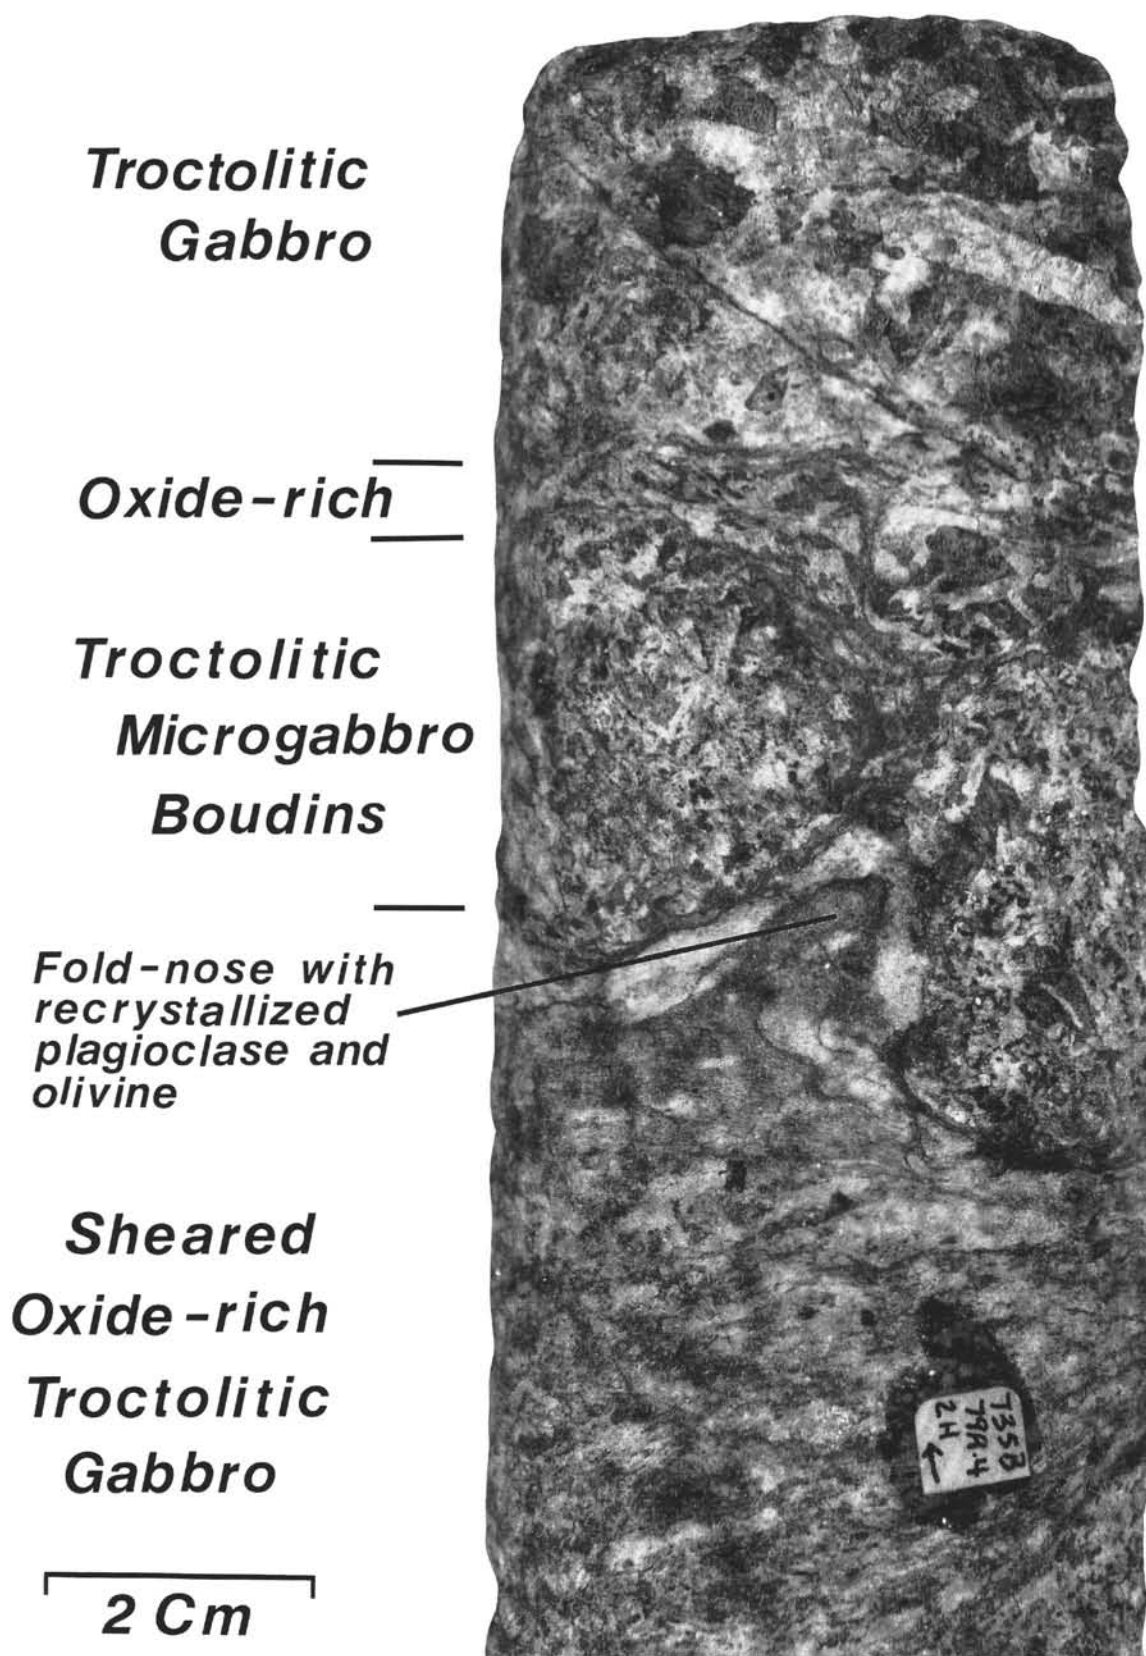 Troctolitic
Gabbro
Oxide-rich
Troctolitic
Microgabbro
Boudins
Fold-nose with
recrystallized
plagioclase and
olivine
Sheared
Oxide-rich
Troctolitic
Gabbro
735B
79R.4
2H ←
2 Cm